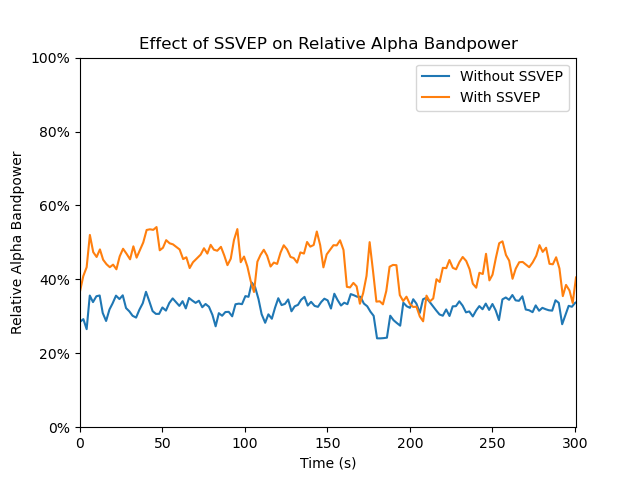 Effect of SSVEP on Relative Alpha Bandpower
100%
80%
60%
40%
20%
0%
Relative Alpha Bandpower
Without SSVEP
With SSVEP
0 50 100 150 200 250 300
Time (s)